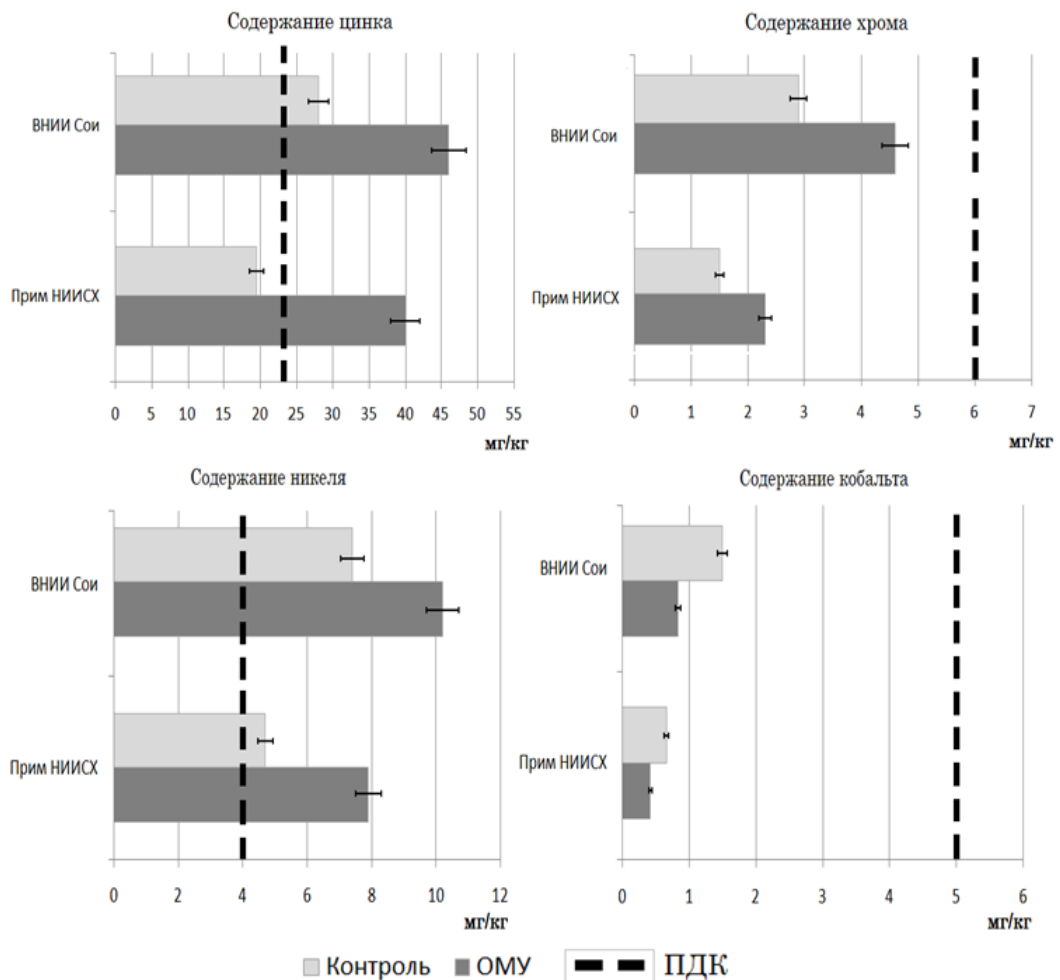 Содержание цинка
ВНИИ Сои
Прим НИИСХ
0 5 10 15 20 25 30 35 40 45 50 55
мг/кг
Содержание хрома
ВНИИ Сои
Прим НИИСХ
0 1 2 3 4 5 6 7
мг/кг
Содержание никеля
ВНИИ Сои
Прим НИИСХ
0 2 4 6 8 10 12
мг/кг
Содержание кобальта
ВНИИ Сои
Прим НИИСХ
0 1 2 3 4 5 6
мг/кг
Контроль ОМУ ПДК